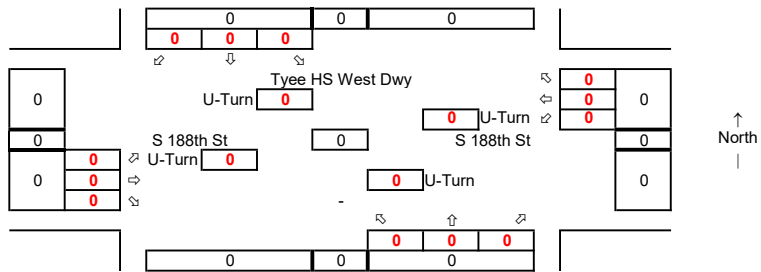 0 0 0
0 0 0
⬃ ⇩ ⬂
Tyee HS West Dwy
⬁ 0
0 U-Turn 0 ⇦ 0 0
0 U-Turn ⬃ 0
↑
0 S 188th St 0 S 188th St 0 North
|
0 ⬀ U-Turn 0
0 0 ⇨ 0 U-Turn 0
0 ⬂ -
⬁ ⇧ ⬀
0 0 0
0 0 0